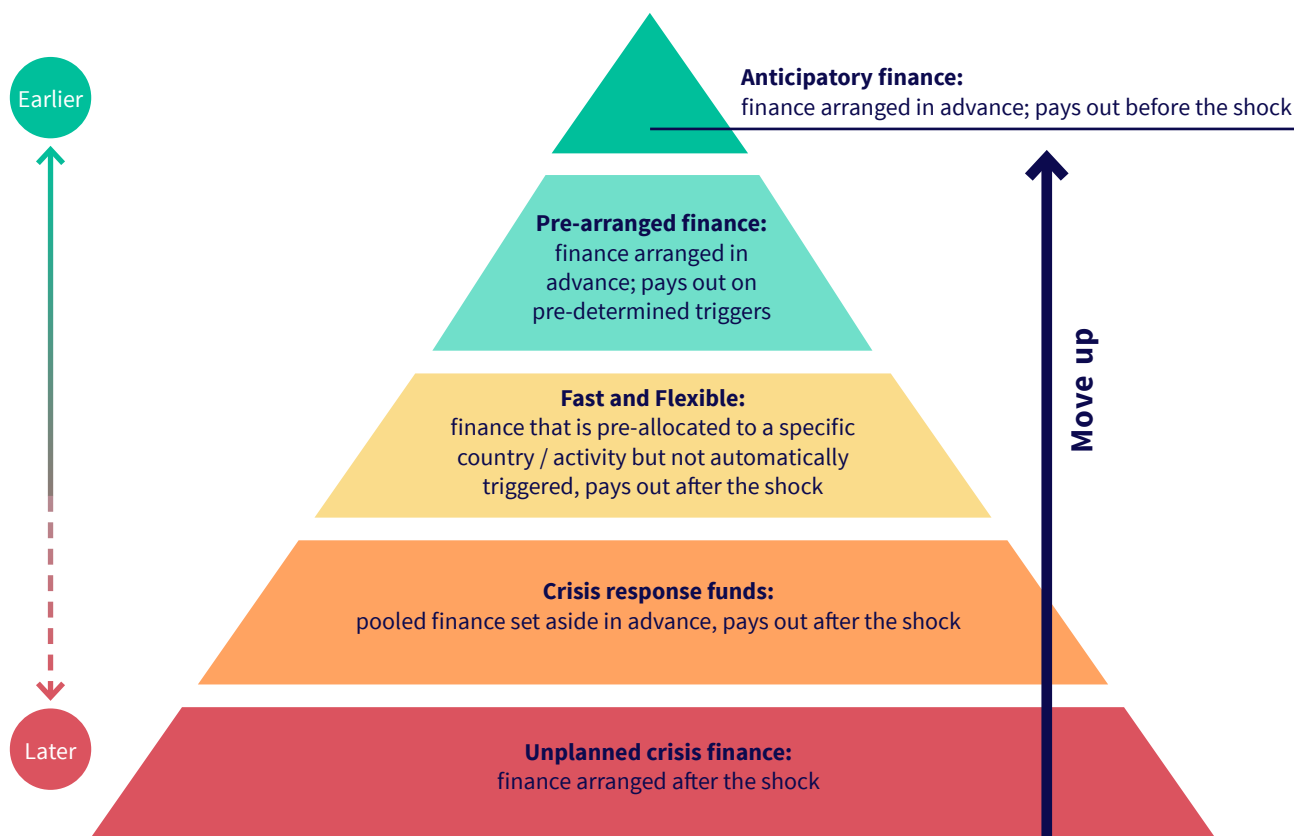 Earlier
Anticipatory finance:
finance arranged in advance; pays out before the shock
Pre-arranged finance:
finance arranged in
advance; pays out on
pre-determined triggers
Move up
Fast and Flexible:
finance that is pre-allocated to a specific
country / activity but not automatically
triggered, pays out after the shock
Crisis response funds:
pooled finance set aside in advance, pays out after the shock
Later
Unplanned crisis finance:
finance arranged after the shock